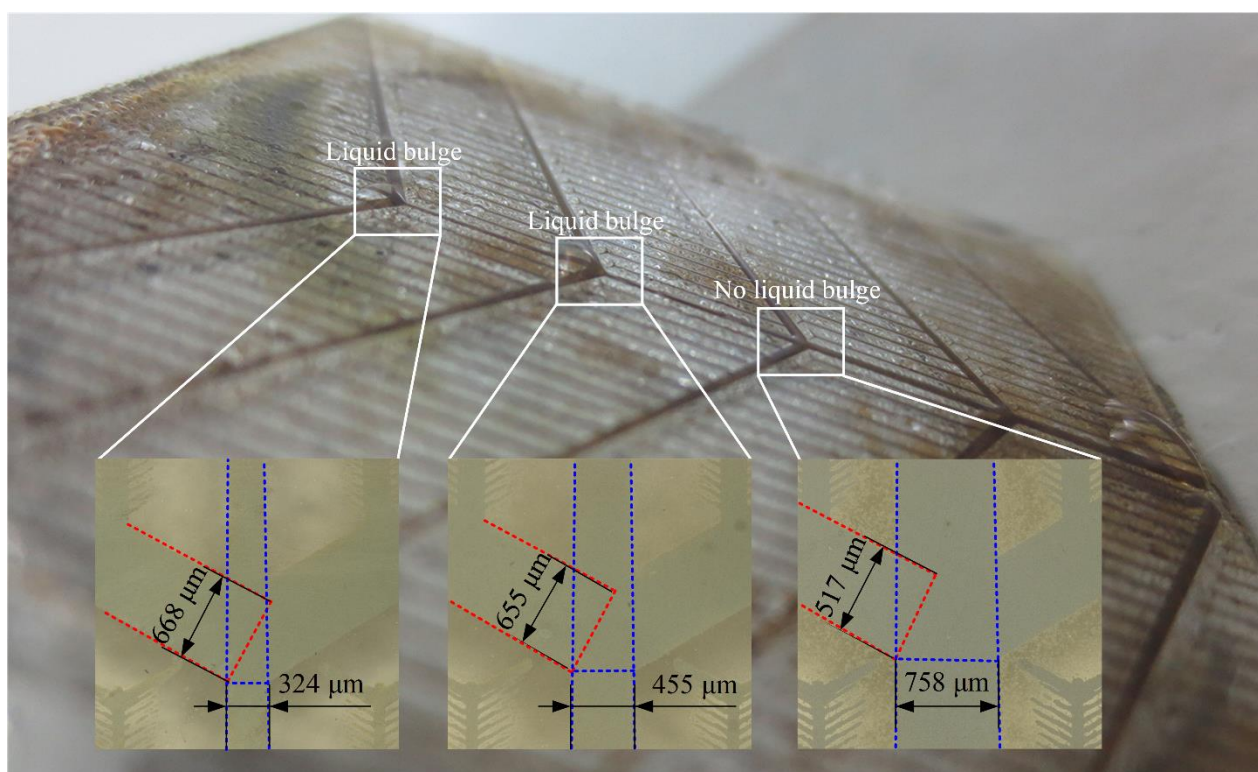 Liquid bulge
Liquid bulge
No liquid bulge
668 μm
324 μm
655 μm
455 μm
517 μm
758 μm